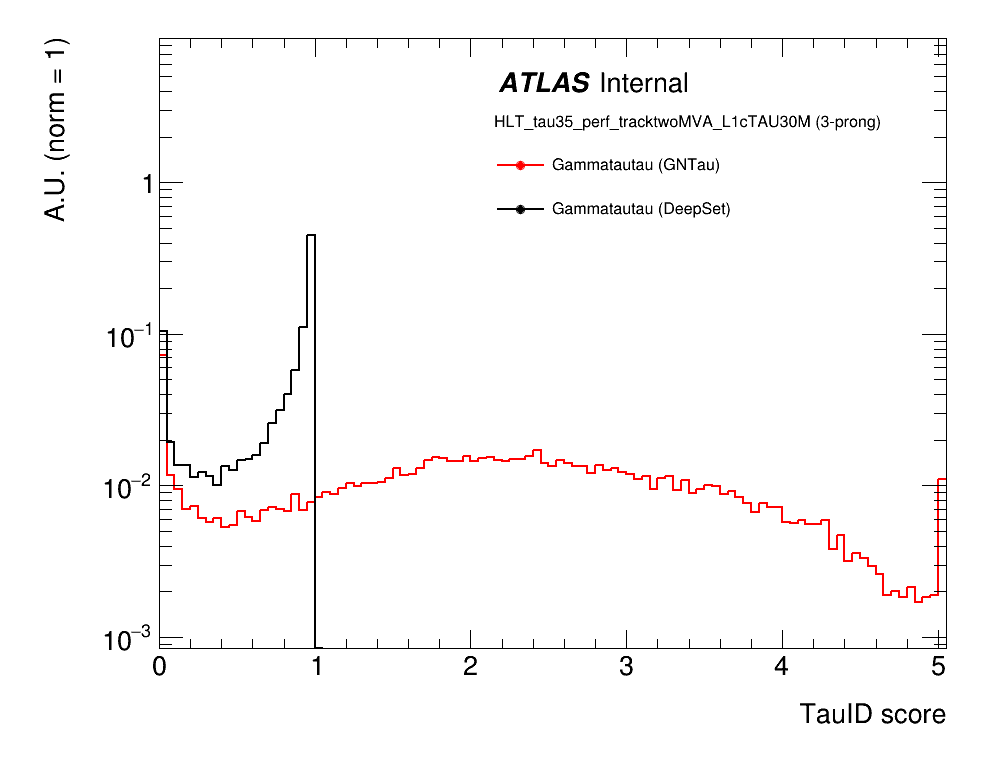 A.U. (norm = 1)
ATLAS Internal
HLT_tau35_perf_tracktwoMVA_L1cTAU30M (3-prong)
Gammatautau (GNTau)
Gammatautau (DeepSet)
1
10⁻¹
10⁻²
10⁻³
0 1 2 3 4 5
TauID score